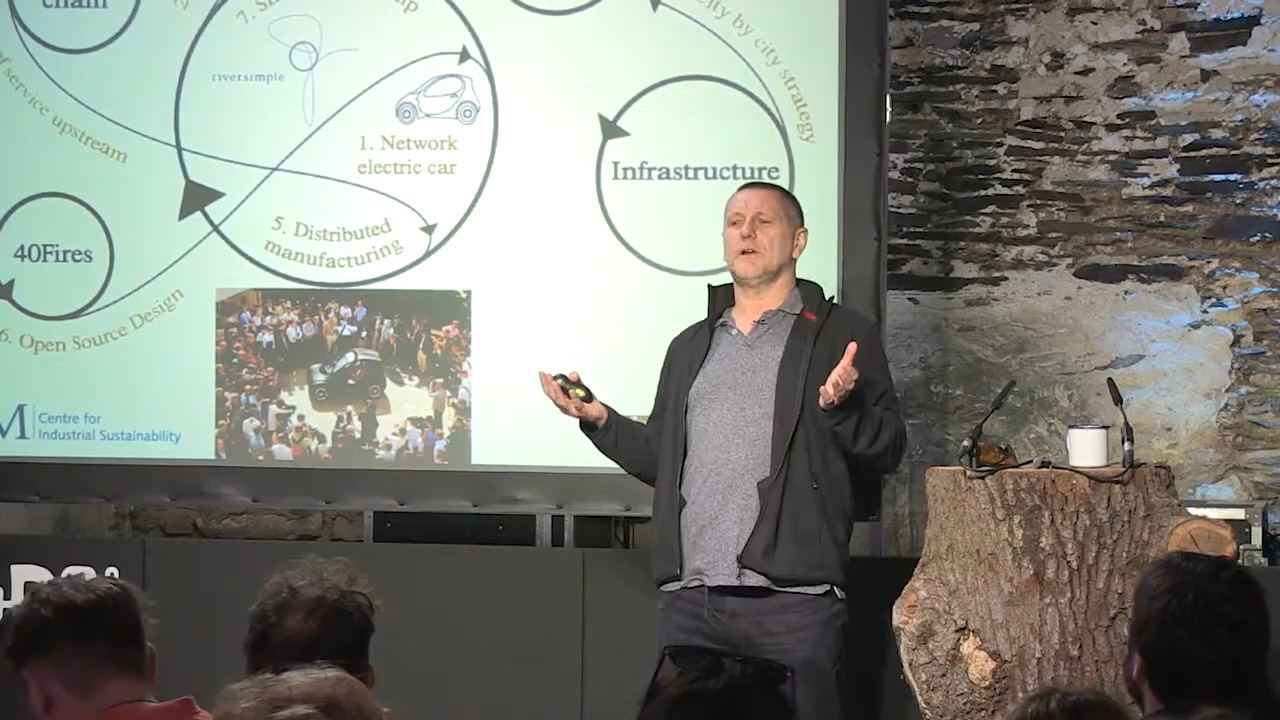 chain
7. S
ip
riversimple
city by city strategy
of service upstream
1. Network
electric car
Infrastructure
40Fires
5. Distributed
manufacturing
6. Open Source Design
M
Centre for
Industrial Sustainability